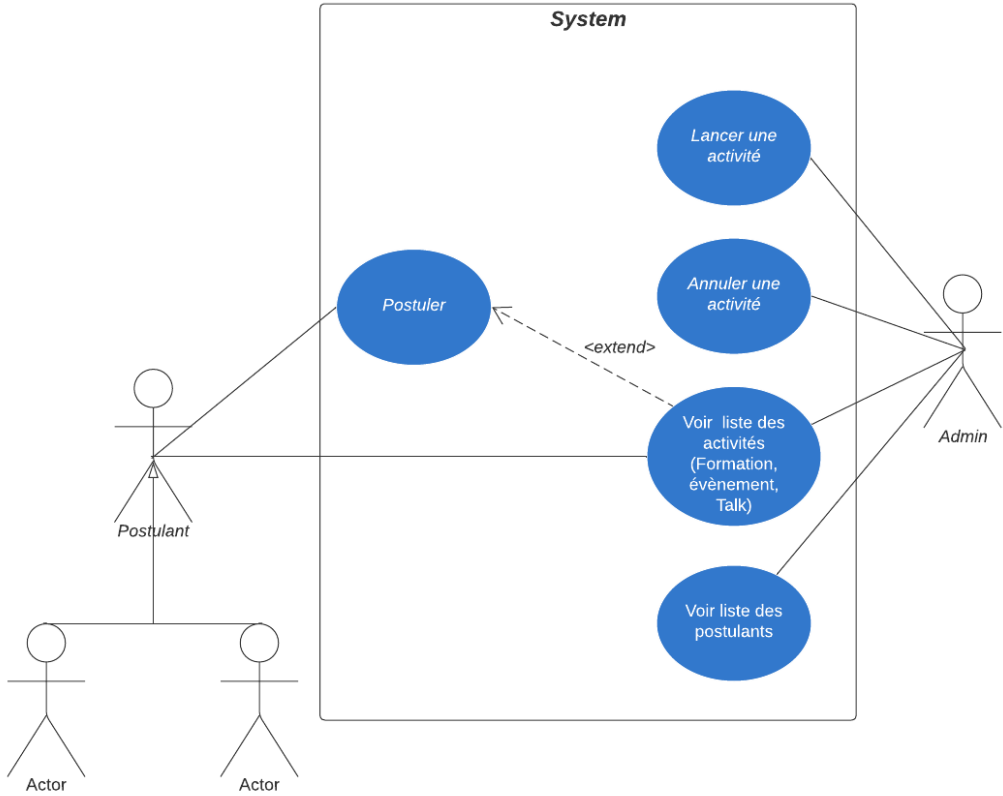 System
Lancer une
activité
Annuler une
activité
Postuler
<extend>
Voir liste des
activités
(Formation,
évènement,
Talk)
Admin
Postulant
Voir liste des
postulants
Actor
Actor